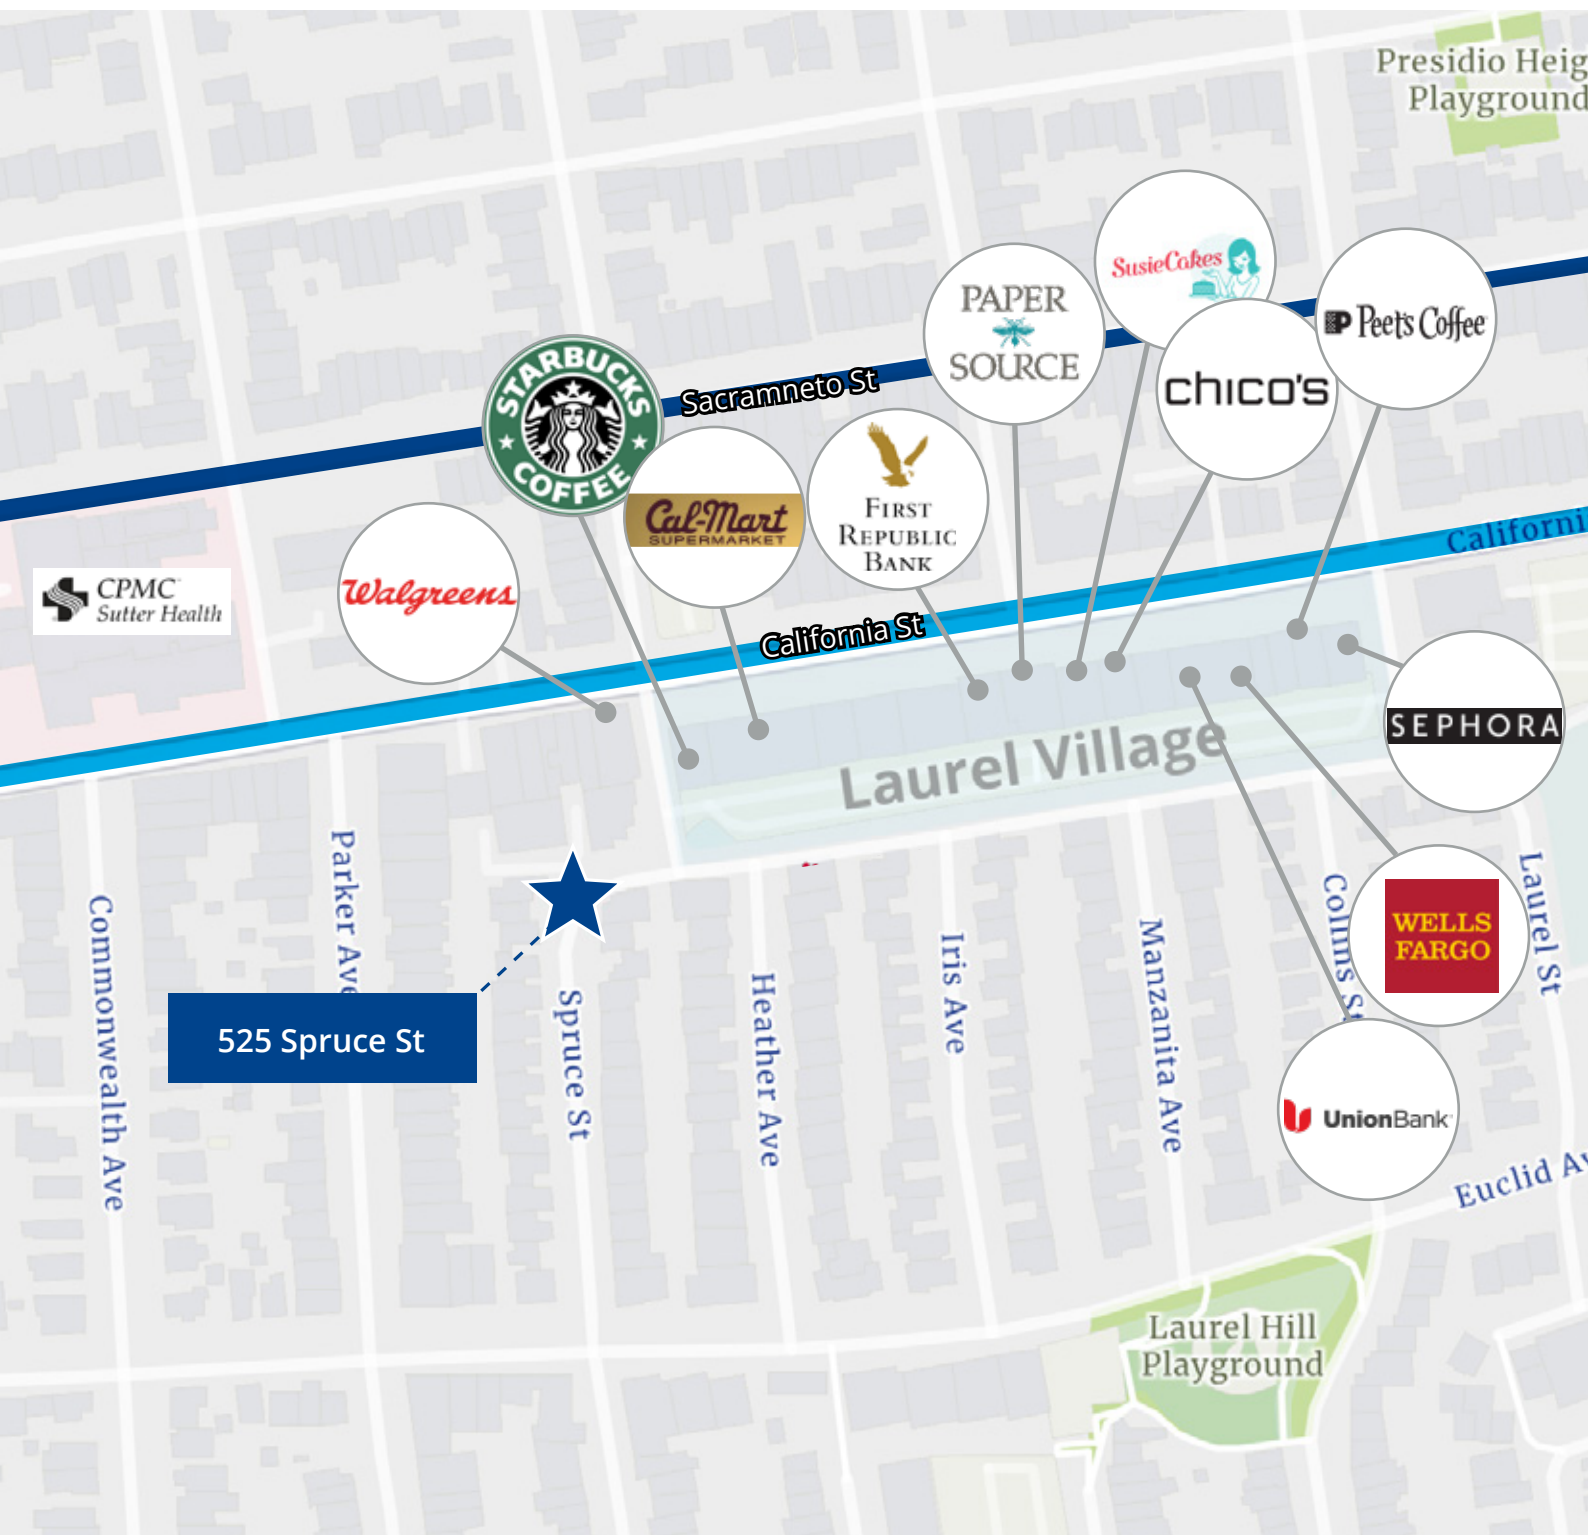 Presidio Heig
Playground
SusieCakes
PAPER
SOURCE
Peet's Coffee
chico's
STARBUCKS
COFFEE
Sacramneto St
Cal-Mart
SUPERMARKET
FIRST
REPUBLIC
BANK
Californi
CPMC
Sutter Health
Walgreens
California St
SEPHORA
Laurel Village
Parker Ave
Commonwealth Ave
525 Spruce St
Spruce St
Heather Ave
Iris Ave
Manzanita Ave
Collins St
Laurel St
WELLS
FARGO
UnionBank
Euclid Av
Laurel Hill
Playground